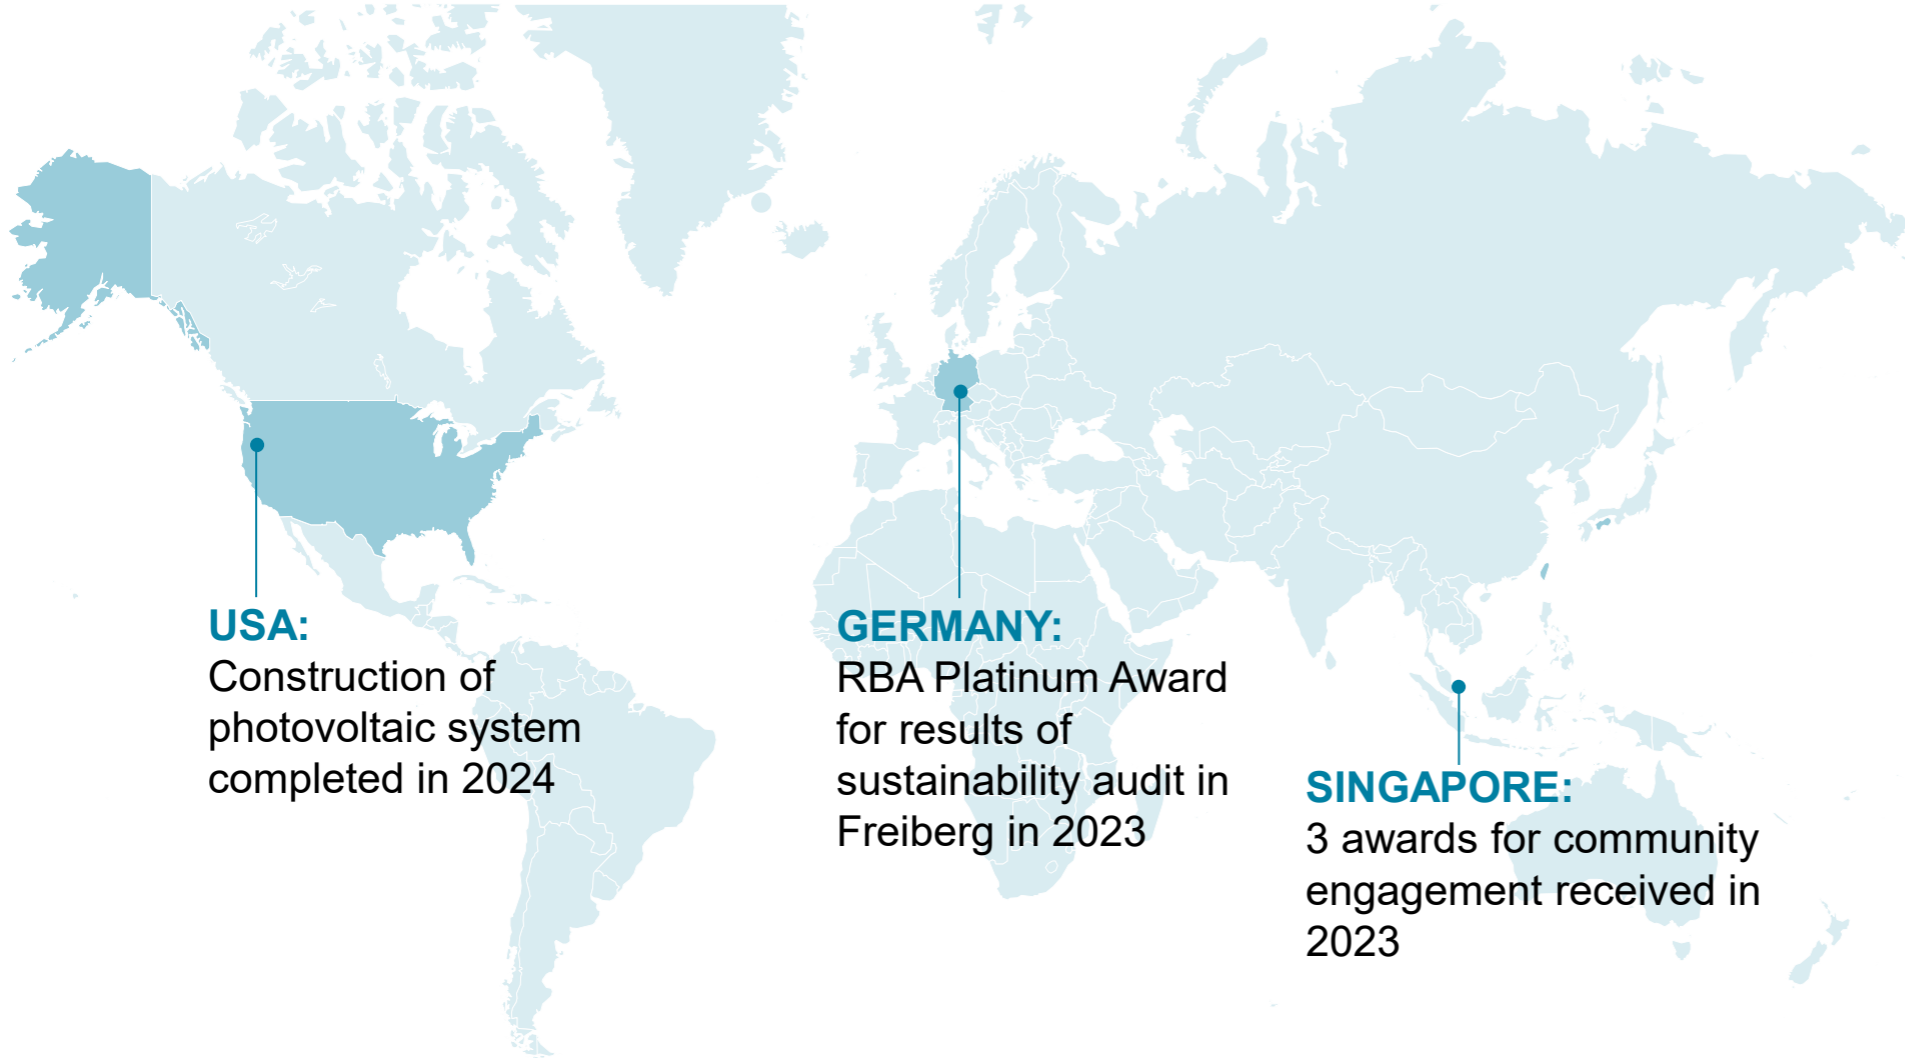 USA:
Construction of
photovoltaic system
completed in 2024
GERMANY:
RBA Platinum Award
for results of
sustainability audit in
Freiberg in 2023
SINGAPORE:
3 awards for community
engagement received in
2023